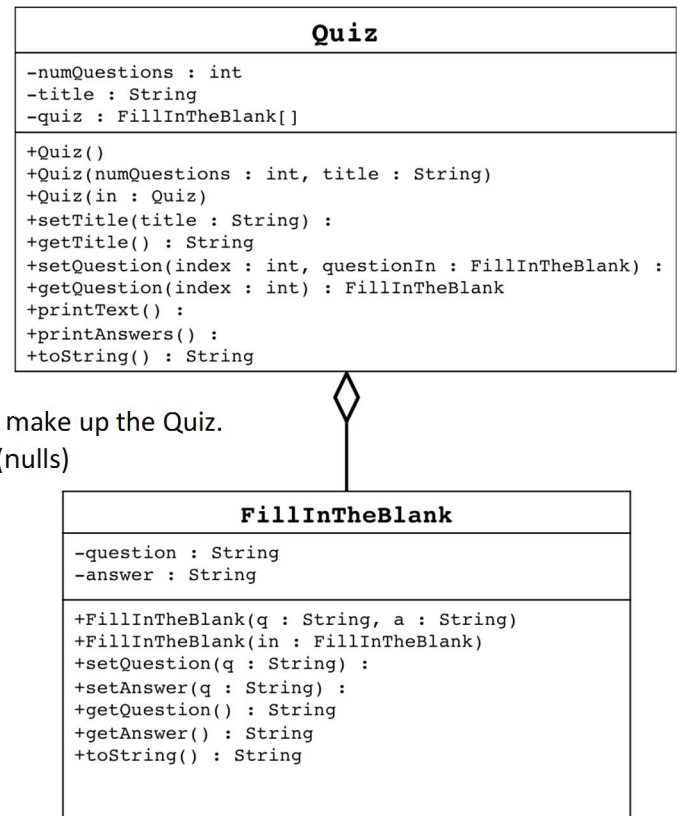 Quiz
-numQuestions : int
-title : String
-quiz : FillInTheBlank[]
+Quiz()
+Quiz(numQuestions : int, title : String)
+Quiz(in : Quiz)
+setTitle(title : String) :
+getTitle() : String
+setQuestion(index : int, questionIn : FillInTheBlank) :
+getQuestion(index : int) : FillInTheBlank
+printText() :
+printAnswers() :
+toString() : String
make up the Quiz.
(nulls)
FillInTheBlank
-question : String
-answer : String
+FillInTheBlank(q : String, a : String)
+FillInTheBlank(in : FillInTheBlank)
+setQuestion(q : String) :
+setAnswer(q : String) :
+getQuestion() : String
+getAnswer() : String
+toString() : String